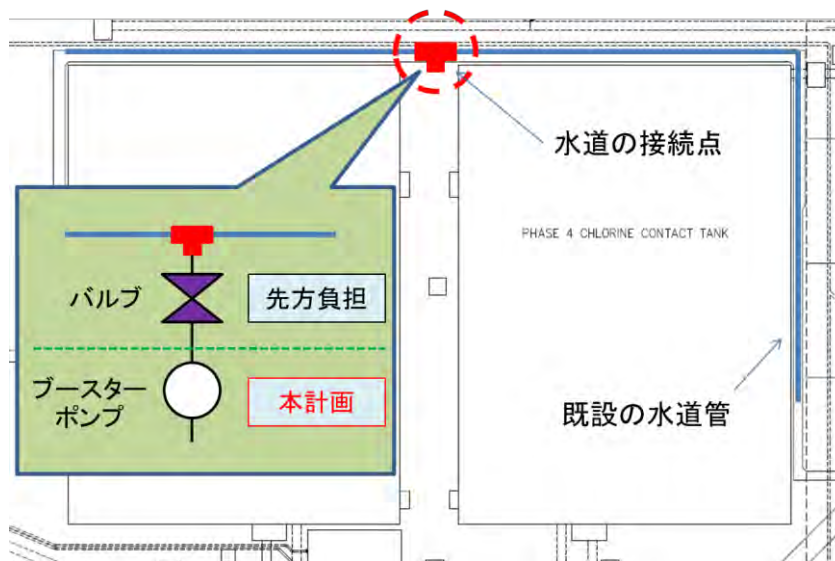 水道の接続点
PHASE 4 CHLORINE CONTACT TANK
バルブ
先方負担
ブースター
ポンプ
本計画
既設の水道管